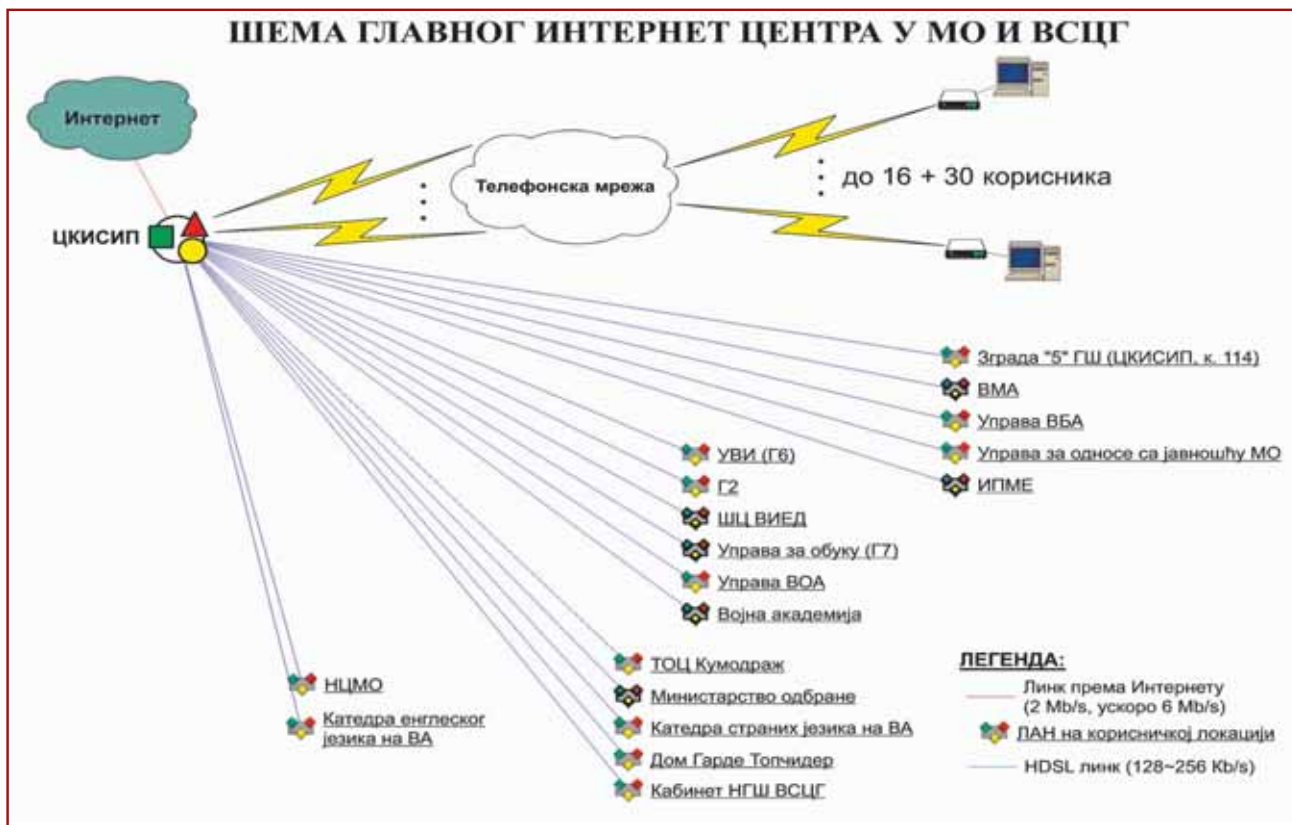 ШЕМА ГЛАВНОГ ИНТЕРНЕТ ЦЕНТРА У МО И ВСЦГ
Интернет
Телефонска мрежа
до 16 + 30 корисника
ЦКИСИП
Зграда "5" ГШ (ЦКИСИП, к. 114)
ВМА
Управа ВБА
Управа за односе са јавношћу МО
ИПМЕ
УВИ (Г6)
Г2
ШЦ ВИЕД
Управа за обуку (Г7)
Управа ВОА
Војна академија
ТОЦ Кумодраж
Министарство одбране
Катедра страних језика на ВА
Дом Гарде Топчидер
Кабинет НГШ ВСЦГ
НЦМО
Катедра енглеског
језика на ВА
ЛЕГЕНДА:
Линк према Интернету
(2 Mb/s, ускоро 6 Mb/s)
ЛАН на корисничкој локацији
HDSL линк (128~256 Kb/s)